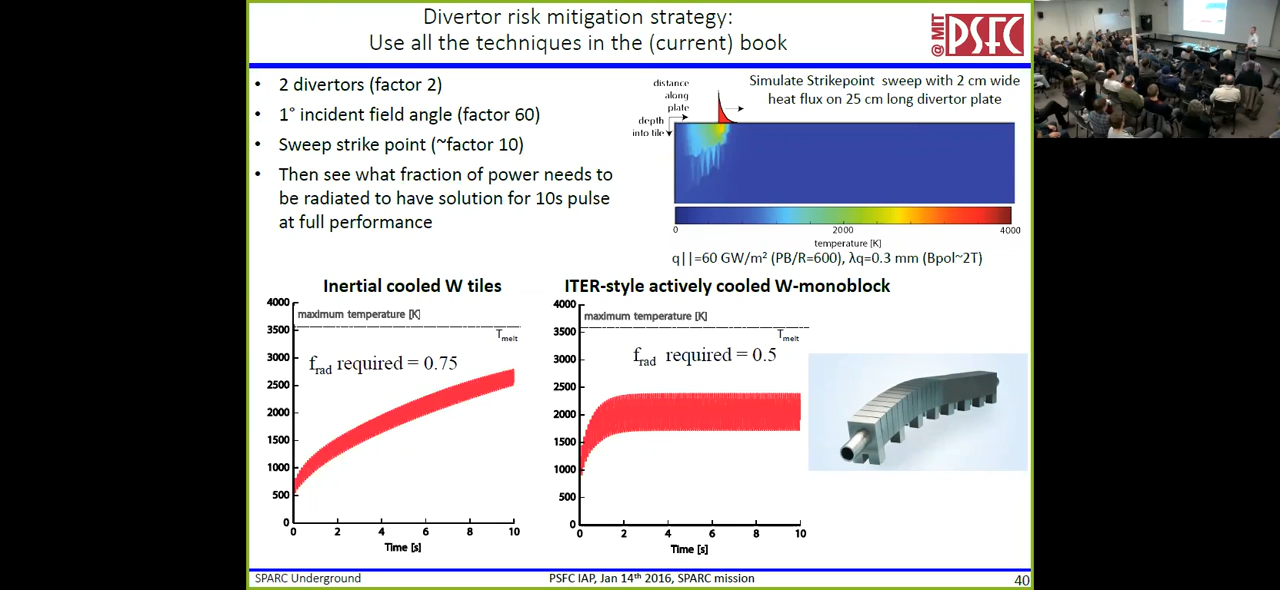 Divertor risk mitigation strategy:
Use all the techniques in the (current) book
@ MIT
PSFC
• 2 divertors (factor 2)
• 1° incident field angle (factor 60)
• Sweep strike point (~factor 10)
• Then see what fraction of power needs to
be radiated to have solution for 10s pulse
at full performance
distance
along
plate
depth
into tile
Simulate Strikepoint sweep with 2 cm wide
heat flux on 25 cm long divertor plate
0 2000 4000
temperature [K]
q||=60 GW/m² (PB/R=600), λq=0.3 mm (Bpol~2T)
Inertial cooled W tiles
4000
3500
3000
2500
2000
1500
1000
500
0
maximum temperature [K]
Tmelt
frad required = 0.75
0 2 4 6 8 10
Time [s]
ITER-style actively cooled W-monoblock
4000
3500
3000
2500
2000
1500
1000
500
0
maximum temperature [K]
Tmelt
frad required = 0.5
0 2 4 6 8 10
Time [s]
SPARC Underground
PSFC IAP, Jan 14th 2016, SPARC mission
40